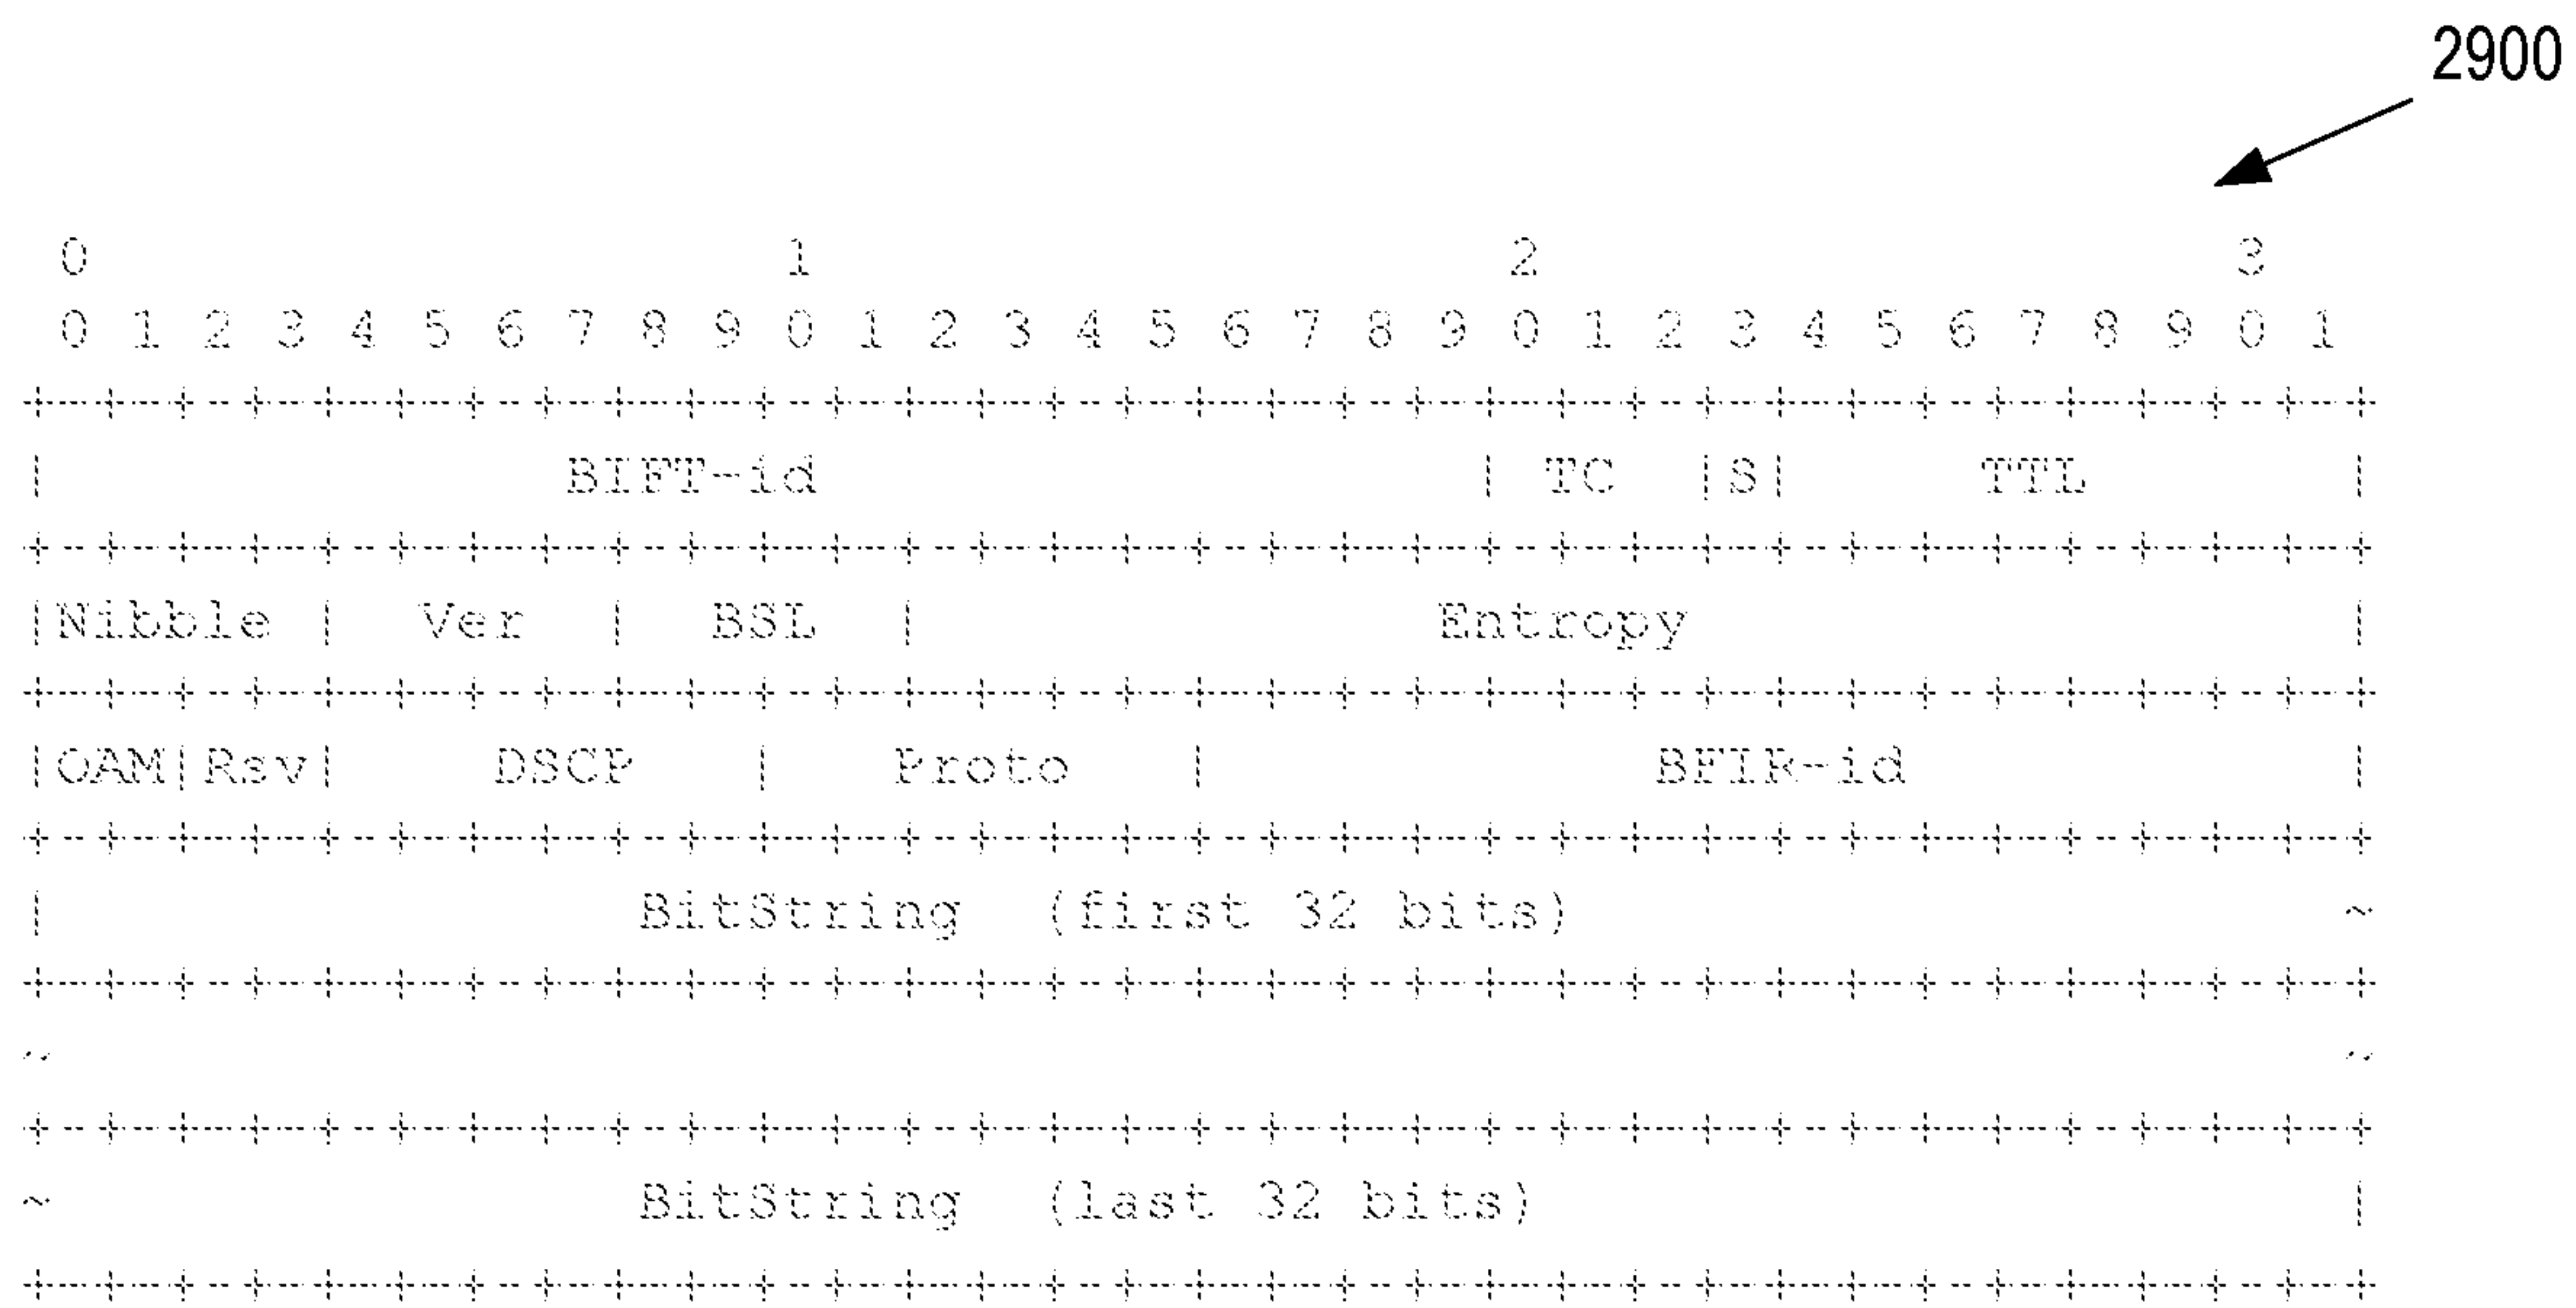 2900
0                   1                   2                   3
0 1 2 3 4 5 6 7 8 9 0 1 2 3 4 5 6 7 8 9 0 1 2 3 4 5 6 7 8 9 0 1
+-+-+-+-+-+-+-+-+-+-+-+-+-+-+-+-+-+-+-+-+-+-+-+-+-+-+-+-+-+-+-+-+
|              BIFT-id                  | TC  |S|     TTL       |
+-+-+-+-+-+-+-+-+-+-+-+-+-+-+-+-+-+-+-+-+-+-+-+-+-+-+-+-+-+-+-+-+
|Nibble |  Ver  |  BSL  |              Entropy                  |
+-+-+-+-+-+-+-+-+-+-+-+-+-+-+-+-+-+-+-+-+-+-+-+-+-+-+-+-+-+-+-+-+
|OAM|Rsv|    DSCP   |   Proto   |            BFIR-id            |
+-+-+-+-+-+-+-+-+-+-+-+-+-+-+-+-+-+-+-+-+-+-+-+-+-+-+-+-+-+-+-+-+
|                BitString  (first 32 bits)                     ~
+-+-+-+-+-+-+-+-+-+-+-+-+-+-+-+-+-+-+-+-+-+-+-+-+-+-+-+-+-+-+-+-+
~                                                               ~
+-+-+-+-+-+-+-+-+-+-+-+-+-+-+-+-+-+-+-+-+-+-+-+-+-+-+-+-+-+-+-+-+
~                BitString  (last 32 bits)                      |
+-+-+-+-+-+-+-+-+-+-+-+-+-+-+-+-+-+-+-+-+-+-+-+-+-+-+-+-+-+-+-+-+